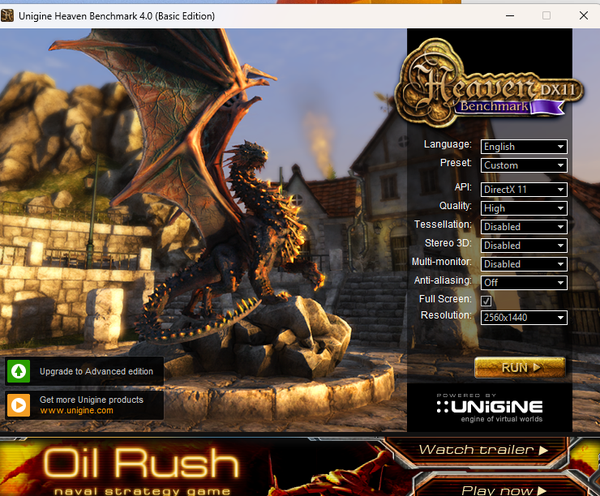 Unigine Heaven Benchmark 4.0 (Basic Edition)
Heaven DX11
Benchmark
Language: English
Preset: Custom
API: DirectX 11
Quality: High
Tessellation: Disabled
Stereo 3D: Disabled
Multi-monitor: Disabled
Anti-aliasing: Off
Full Screen:
Resolution: 2560x1440
RUN
Upgrade to Advanced edition
Get more Unigine products
www.unigine.com
POWERED BY
UNiGiNE
engine of virtual worlds
Oil Rush
naval strategy game
Watch trailer
Play now